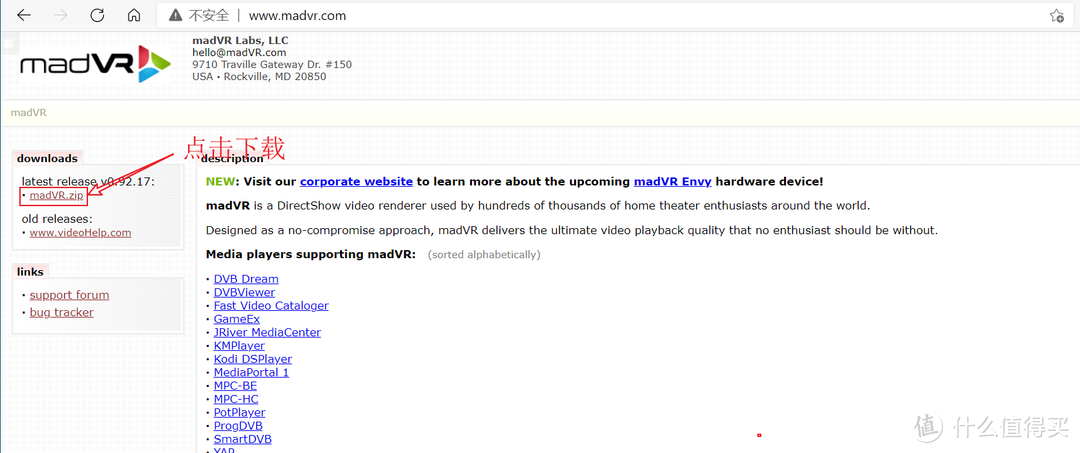 不安全 | www.madvr.com
madVR
madVR Labs, LLC
hello@madVR.com
9710 Traville Gateway Dr. #150
USA • Rockville, MD 20850
madVR
点击下载
downloads
latest release v0.92.17:
• madVR.zip
old releases:
• www.videoHelp.com
links
• support forum
• bug tracker
description
NEW: Visit our corporate website to learn more about the upcoming madVR Envy hardware device!
madVR is a DirectShow video renderer used by hundreds of thousands of home theater enthusiasts around the world.
Designed as a no-compromise approach, madVR delivers the ultimate video playback quality that no enthusiast should be without.
Media players supporting madVR: (sorted alphabetically)
• DVB Dream
• DVBViewer
• Fast Video Cataloger
• GameEx
• JRiver MediaCenter
• KMPlayer
• Kodi DSPlayer
• MediaPortal 1
• MPC-BE
• MPC-HC
• PotPlayer
• ProgDVB
• SmartDVB
• YAP
值 什么值得买